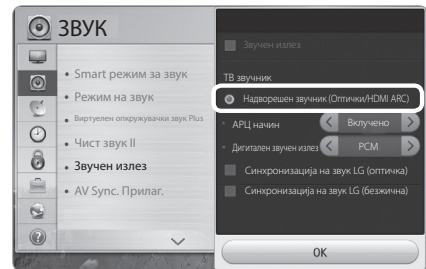 ЗВУК
• Smart режим за звук
• Режим на звук
• Виртуелен опкружувачки звук Plus
• Чист звук II
• Звучен излез
• AV Sync. Прилаг.
Звучен излез
ТВ звучник
Надворешен звучник (Оптички/HDMI ARC)
• АРЦ начин < Вклучено >
• Дигитален звучен излез < PCM >
Синхронизација на звук LG (оптичка)
Синхронизација на звук LG (безжична)
ОК